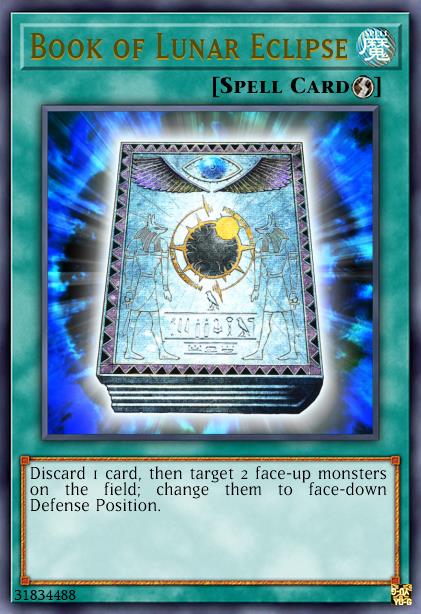 Book of Lunar Eclipse
SPELL
魔
[Spell Card]
Discard 1 card, then target 2 face-up monsters
on the field; change them to face-down
Defense Position.
31834488